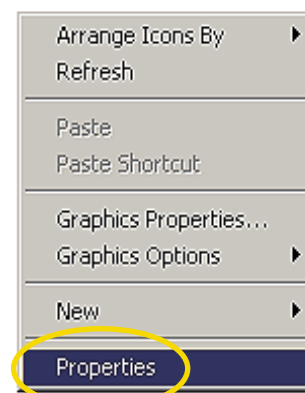 Arrange Icons By
Refresh
Paste
Paste Shortcut
Graphics Properties...
Graphics Options
New
Properties